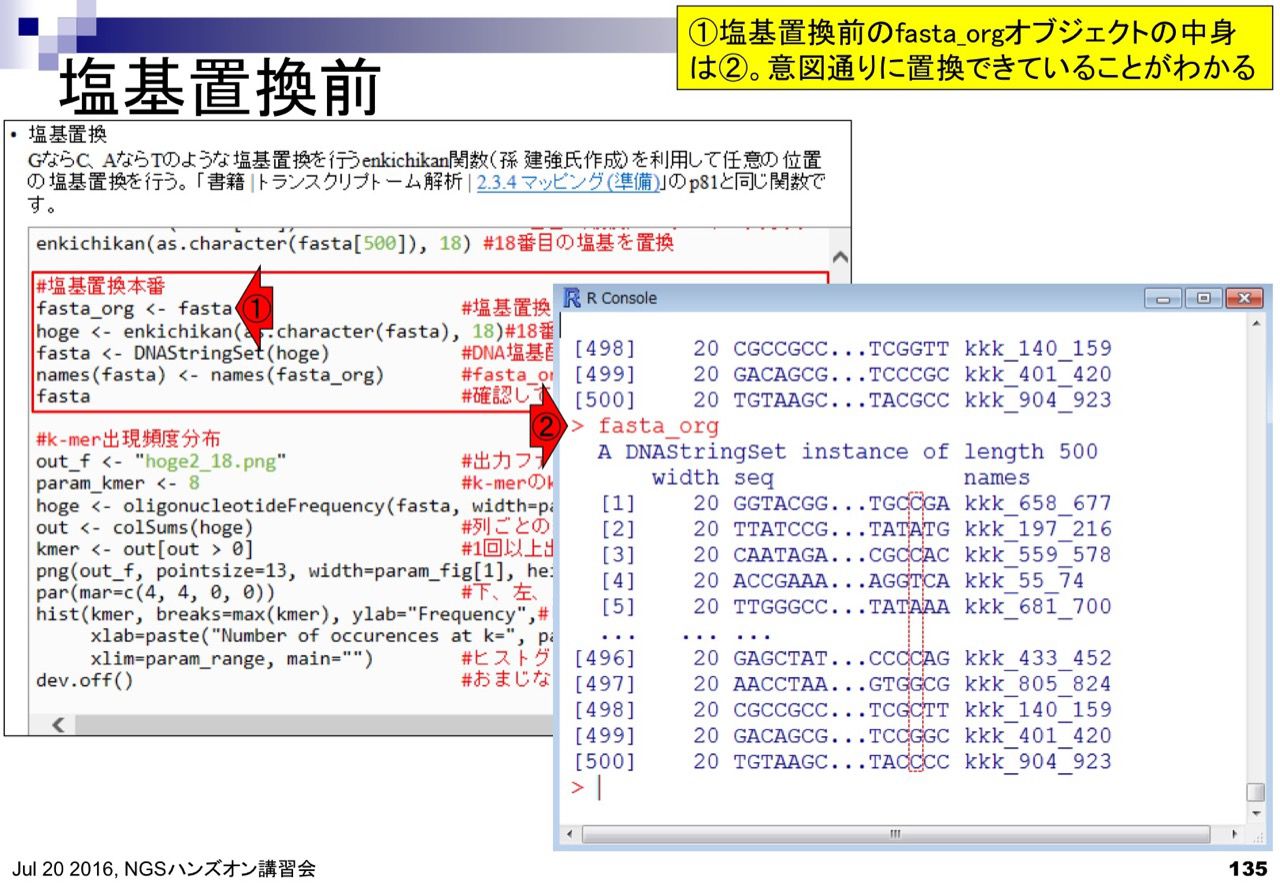 ①塩基置換前のfasta_orgオブジェクトの中身
は②。意図通りに置換できていることがわかる
塩基置換前
• 塩基置換
GならC、AならTのような塩基置換を行うenkichikan関数(孫 建強氏作成)を利用して任意の位置
の塩基置換を行う。「書籍 |トランスクリプトーム解析 | 2.3.4 マッピング(準備)」のp81と同じ関数で
す。
enkichikan(as.character(fasta[500]), 18) #18番目の塩基を置換
#塩基置換本番
fasta_org <- fasta #塩基置換
①
hoge <- enkichikan(as.character(fasta), 18)#18番
fasta <- DNAStringSet(hoge) #DNA塩基配
names(fasta) <- names(fasta_org) #fasta_or
fasta #確認して
②
#k-mer出現頻度分布
out_f <- "hoge2_18.png" #出力ファ
param_kmer <- 8 #k-merのk
hoge <- oligonucleotideFrequency(fasta, width=pa
out <- colSums(hoge) #列ごとの
kmer <- out[out > 0] #1回以上出
png(out_f, pointsize=13, width=param_fig[1], hei
par(mar=c(4, 4, 0, 0)) #下、左、
hist(kmer, breaks=max(kmer), ylab="Frequency",#
xlab=paste("Number of occurences at k=", pa
xlim=param_range, main="") #ヒストグ
dev.off() #おまじな
R Console
[498] 20 CGCCGCC...TCGGTT kkk_140_159
[499] 20 GACAGCG...TCCCGC kkk_401_420
[500] 20 TGTAAGC...TACGCC kkk_904_923
> fasta_org
A DNAStringSet instance of length 500
width seq names
[1] 20 GGTACGG...TGCCGA kkk_658_677
[2] 20 TTATCCG...TATATG kkk_197_216
[3] 20 CAATAGA...CGCCAC kkk_559_578
[4] 20 ACCGAAA...AGGTCA kkk_55_74
[5] 20 TTGGGCC...TATAAA kkk_681_700
... ... ...
[496] 20 GAGCTAT...CCCCAG kkk_433_452
[497] 20 AACCTAA...GTGGCG kkk_805_824
[498] 20 CGCCGCC...TCGCTT kkk_140_159
[499] 20 GACAGCG...TCCGGC kkk_401_420
[500] 20 TGTAAGC...TACCCC kkk_904_923
>
Jul 20 2016, NGSハンズオン講習会
135